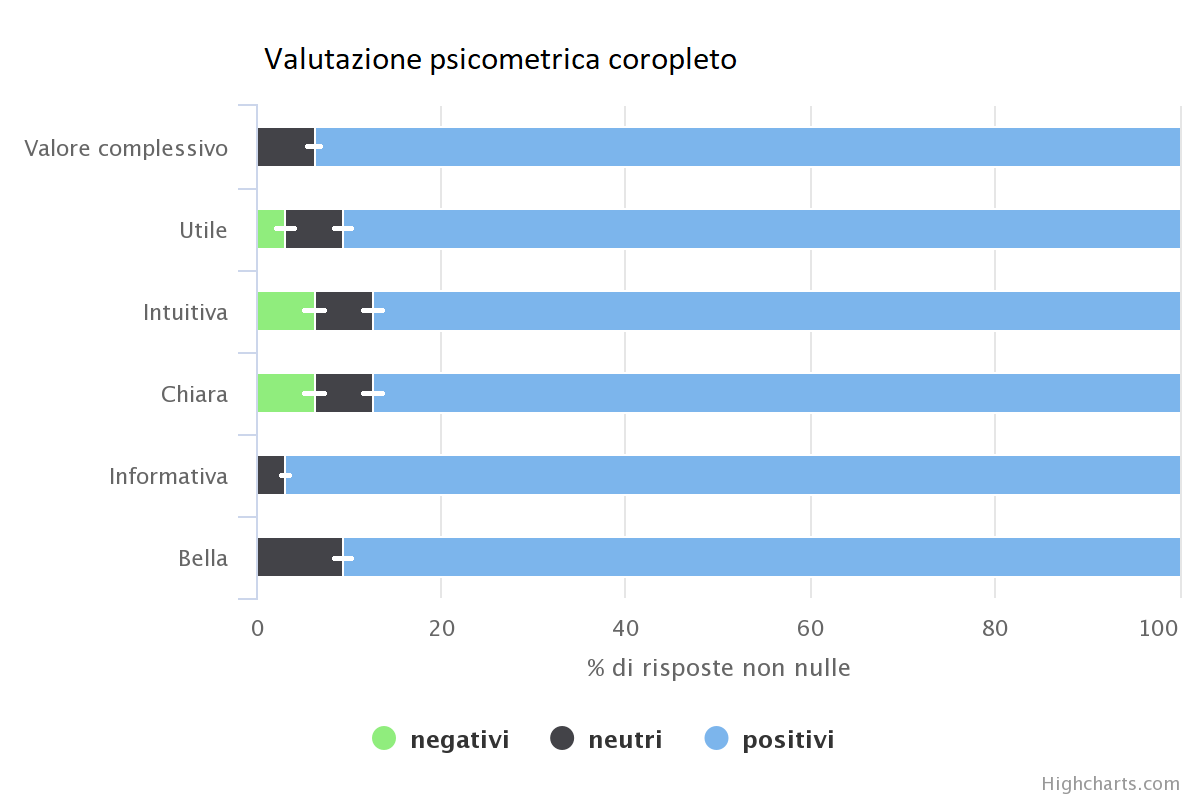 Valutazione psicometrica coropleto
Valore complessivo
Utile
Intuitiva
Chiara
Informativa
Bella
0 20 40 60 80 100
% di risposte non nulle
negativi neutri positivi
Highcharts.com